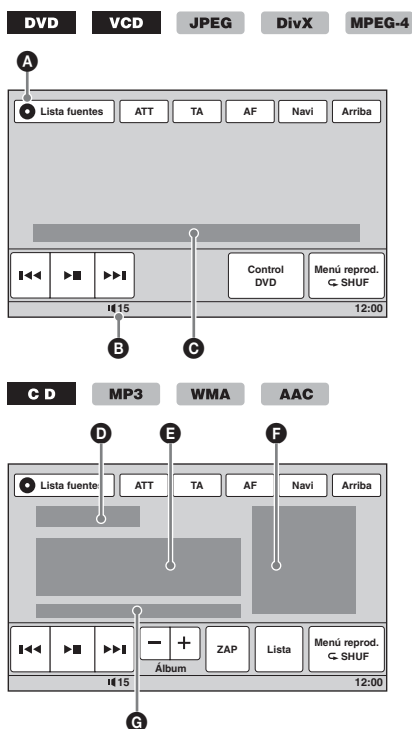 DVD VCD JPEG DivX MPEG-4
A
Lista fuentes ATT TA AF Navi Arriba
Control DVD
Menú reprod.
SHUF
15 12:00
B C
CD MP3 WMA AAC
D E F
Lista fuentes ATT TA AF Navi Arriba
− + ZAP Lista Menú reprod.
SHUF
Álbum
15 12:00
G